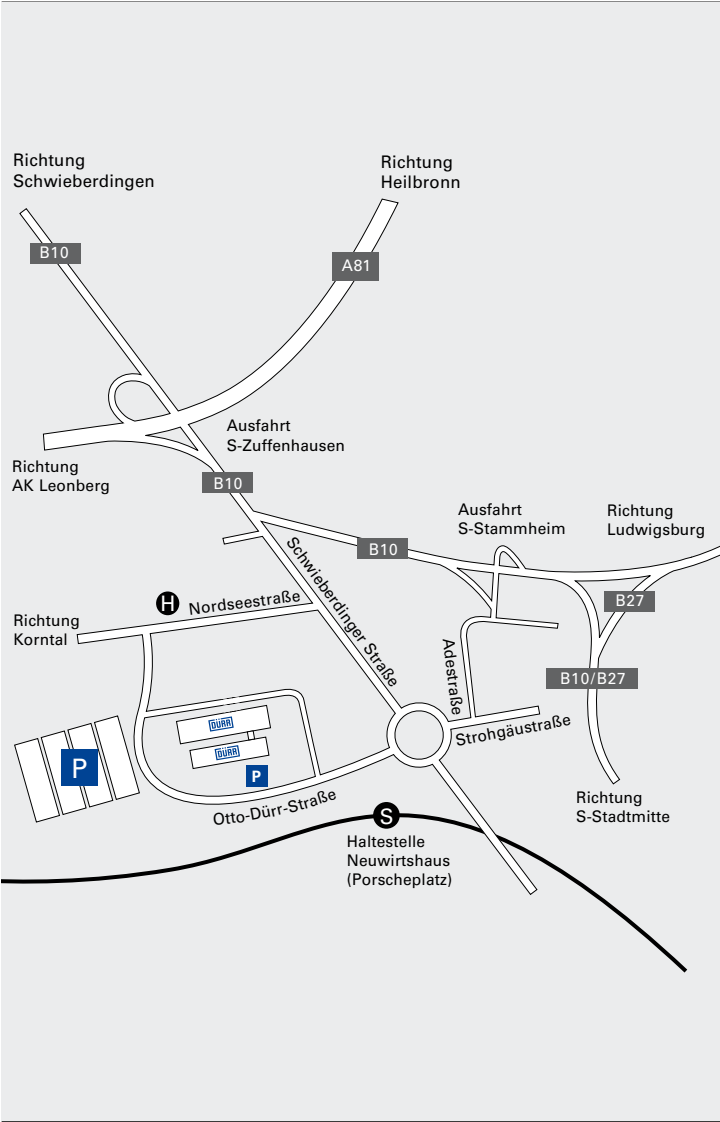 Richtung
Schwieberdingen
Richtung
Heilbronn
B10
A81
Ausfahrt
S-Zuffenhausen
Richtung
AK Leonberg
B10
Ausfahrt
S-Stammheim
Richtung
Ludwigsburg
B10
Schwieberdinger Straße
H
Nordseestraße
B27
Richtung
Korntal
Adestraße
B10/B27
DÜRR
Strohgäustraße
DÜRR
P
P
Otto-Dürr-Straße
Richtung
S-Stadtmitte
S
Haltestelle
Neuwirtshaus
(Porscheplatz)